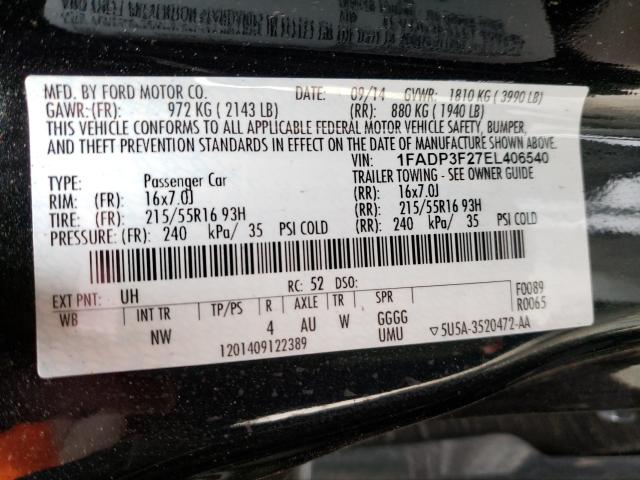 MFD. BY FORD MOTOR CO. DATE: 09/14 GVWR: 1810 KG ( 3990 LB)
GAWR: (FR): 972 KG ( 2143 LB) (RR): 880 KG ( 1940 LB)
THIS VEHICLE CONFORMS TO ALL APPLICABLE FEDERAL MOTOR VEHICLE SAFETY, BUMPER,
AND THEFT PREVENTION STANDARDS IN EFFECT ON THE DATE OF MANUFACTURE SHOWN ABOVE.
VIN: 1FADP3F27EL406540
TYPE: Passenger Car TRAILER TOWING - SEE OWNER GUIDE
RIM: (FR): 16x7.0J (RR): 16x7.0J
TIRE: (FR): 215/55R16 93H (RR): 215/55R16 93H
PRESSURE: (FR): 240 kPa/ 35 PSI COLD (RR): 240 kPa/ 35 PSI COLD
EXT PNT: UH RC: 52 DSO: F0089
WB INT TR TP/PS R AXLE TR SPR R0065
NW 4 AU W GGGG
UMU ▽5U5A-3520472-AA
1201409122389